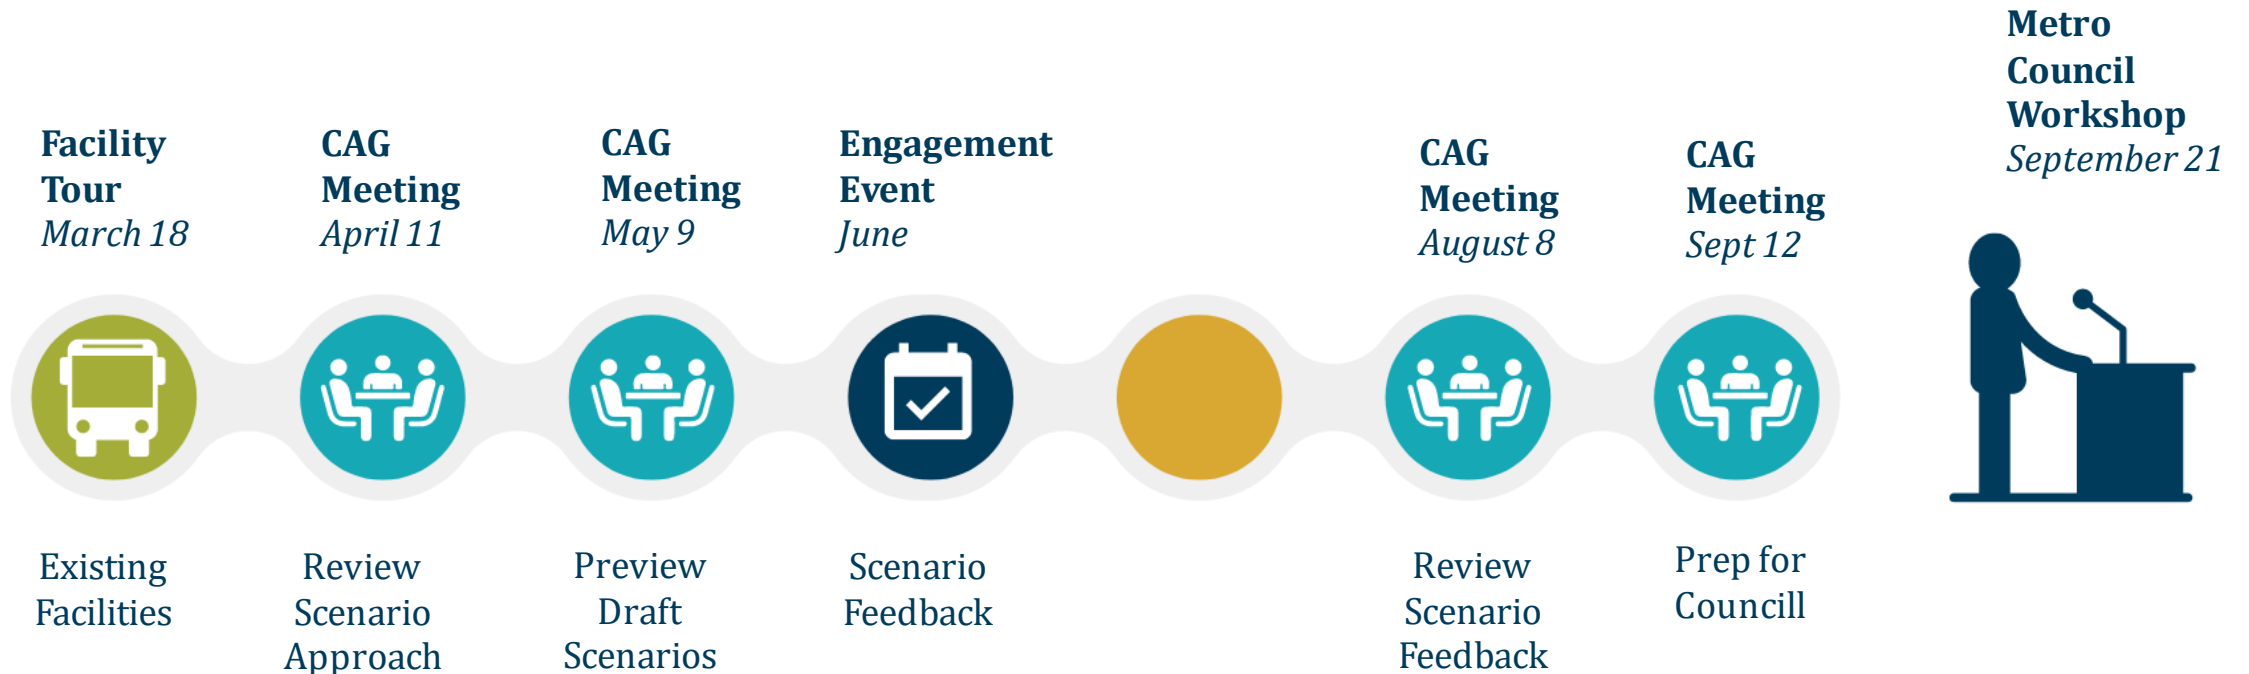 Facility
Tour
March 18
CAG
Meeting
April 11
CAG
Meeting
May 9
Engagement
Event
June
CAG
Meeting
August 8
CAG
Meeting
Sept 12
Metro
Council
Workshop
September 21
Existing
Facilities
Review
Scenario
Approach
Preview
Draft
Scenarios
Scenario
Feedback
Review
Scenario
Feedback
Prep for
Councill